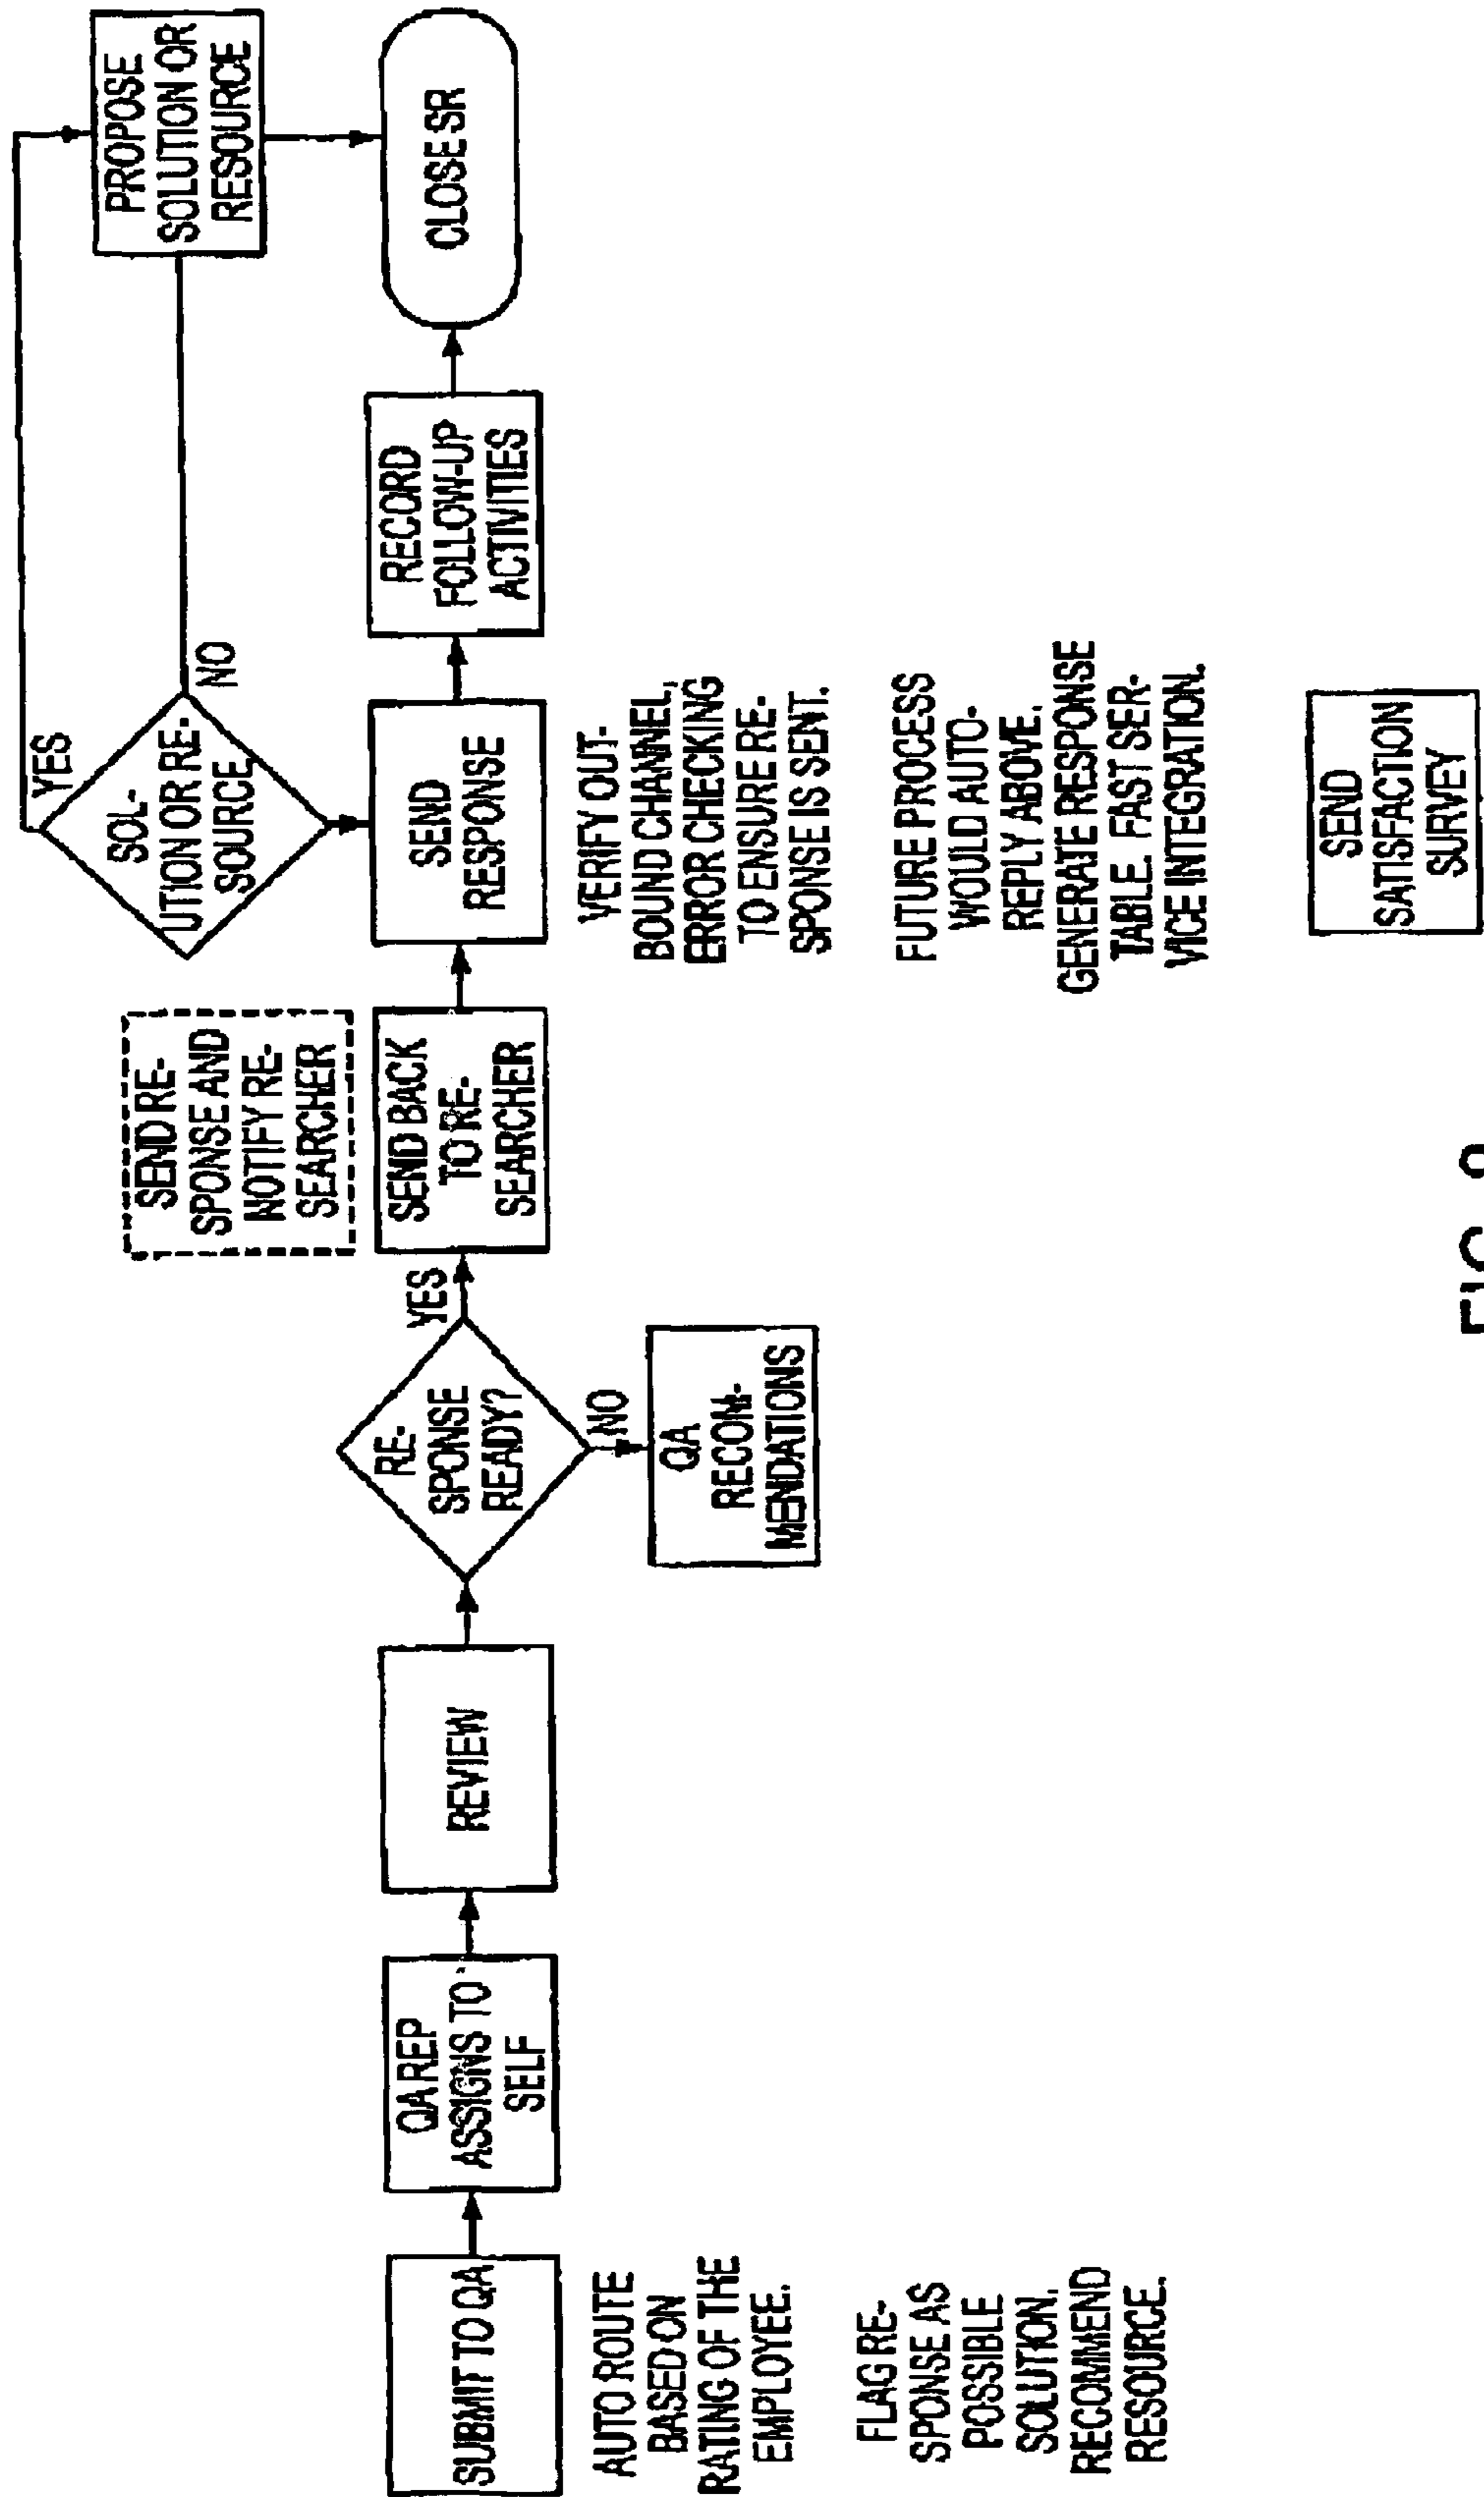 SUBMIT TO QA
AUTO ROUTE
BASED ON
RATING OF THE
EMPLOYEE.
FLAG RE-
SPONSE AS
POSSIBLE
SOLUTION.
RECOMMEND
RESOURCE.
QA REP
ASSIGNS TO
SELF
REVIEW
RE-
SPONSE
READY?
NO
QA
RECOM-
MENDATIONS
YES
SEND RE-
SPONSE AND
NOTIFY RE-
SEARCHER
SEND BACK
TO RE-
SEARCHER
SOL-
UTION OR RE-
SOURCE
YES
NO
SEND
RESPONSE
VERIFY OUT-
BOUND CHANNEL
ERROR CHECKING
TO ENSURE RE-
SPONSE IS SENT.
FUTURE PROCESS
WOULD AUTO-
REPLY ABOVE.
GENERATE RESPONSE
TABLE. FAST SER-
VICE INTEGRATION.
SEND
SATSFACTION
SURVEY
RECORD
FOLLOW-UP
ACTIVITIES
PROPOSE
SOLUTION OR
RESOURCE
CLOSE SR